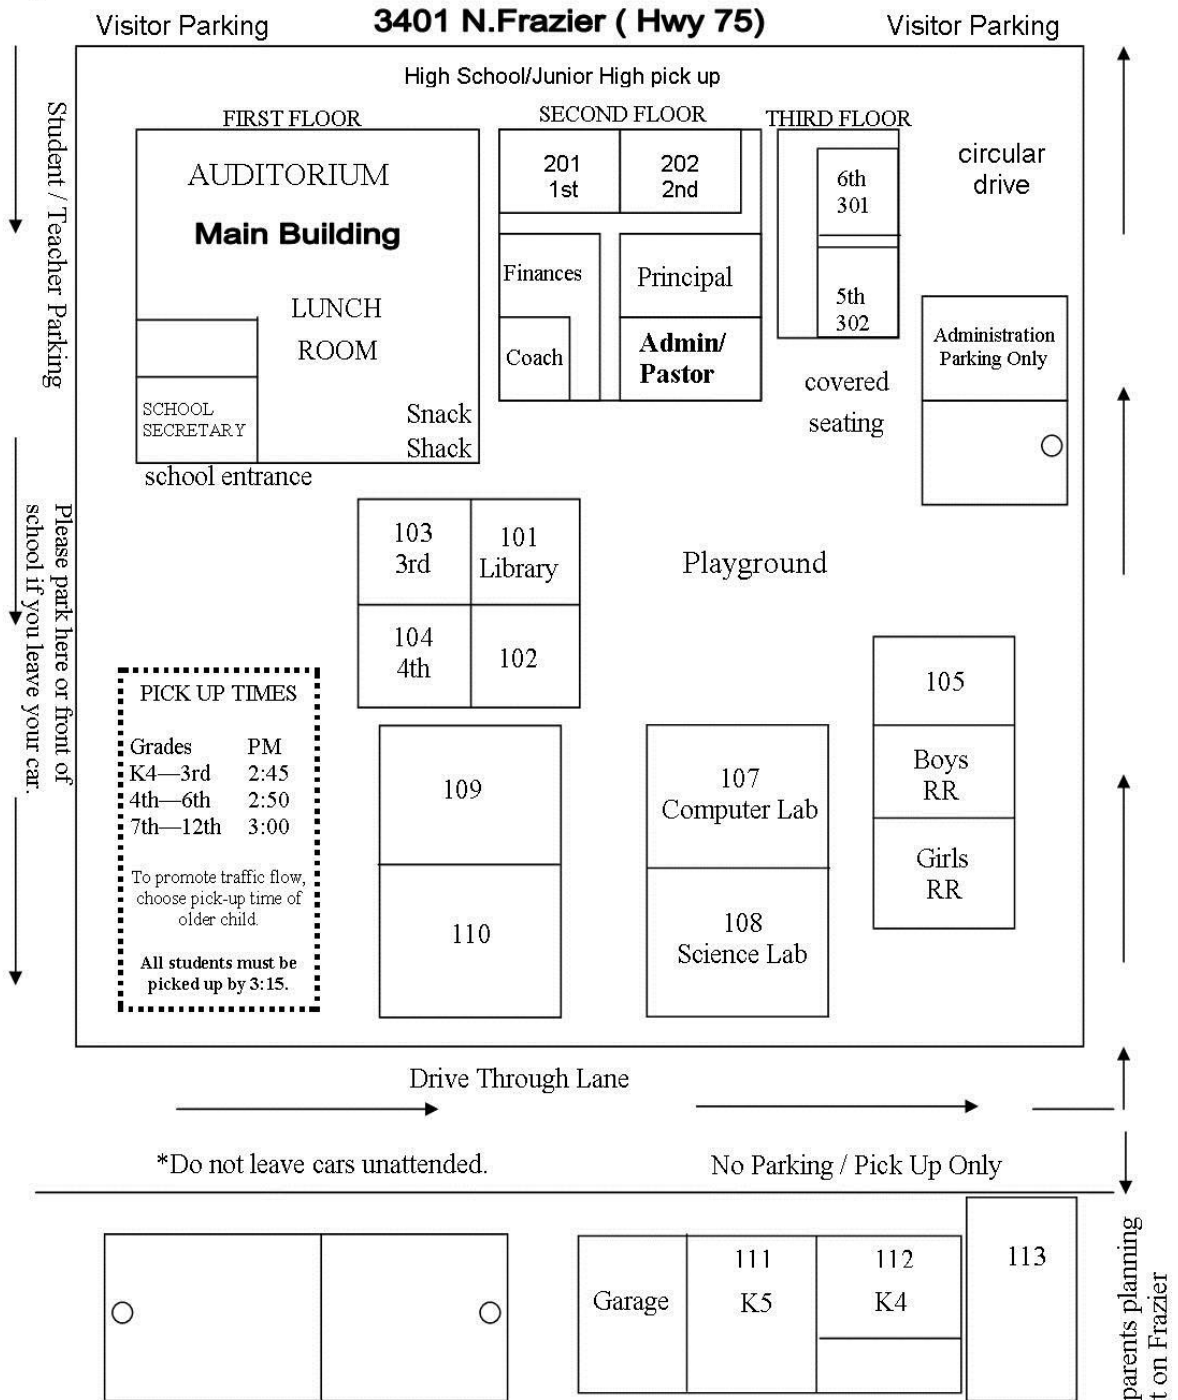 3401 N.Frazier ( Hwy 75)
Visitor Parking
Visitor Parking
High School/Junior High pick up
FIRST FLOOR
SECOND FLOOR
THIRD FLOOR
AUDITORIUM
Main Building
LUNCH
ROOM
SCHOOL
SECRETARY
Snack
Shack
school entrance
201
1st
202
2nd
Finances
Principal
Coach
Admin/
Pastor
6th
301
5th
302
circular
drive
Administration
Parking Only
covered
seating
Student / Teacher Parking
Please park here or front of
school if you leave your car.
103
3rd
101
Library
104
4th
102
Playground
PICK UP TIMES
Grades PM
K4—3rd 2:45
4th—6th 2:50
7th—12th 3:00
To promote traffic flow,
choose pick-up time of
older child.
All students must be
picked up by 3:15.
109
110
107
Computer Lab
108
Science Lab
105
Boys
RR
Girls
RR
Drive Through Lane
*Do not leave cars unattended.
No Parking / Pick Up Only
Garage
111
K5
112
K4
113
parents planning
on Frazier